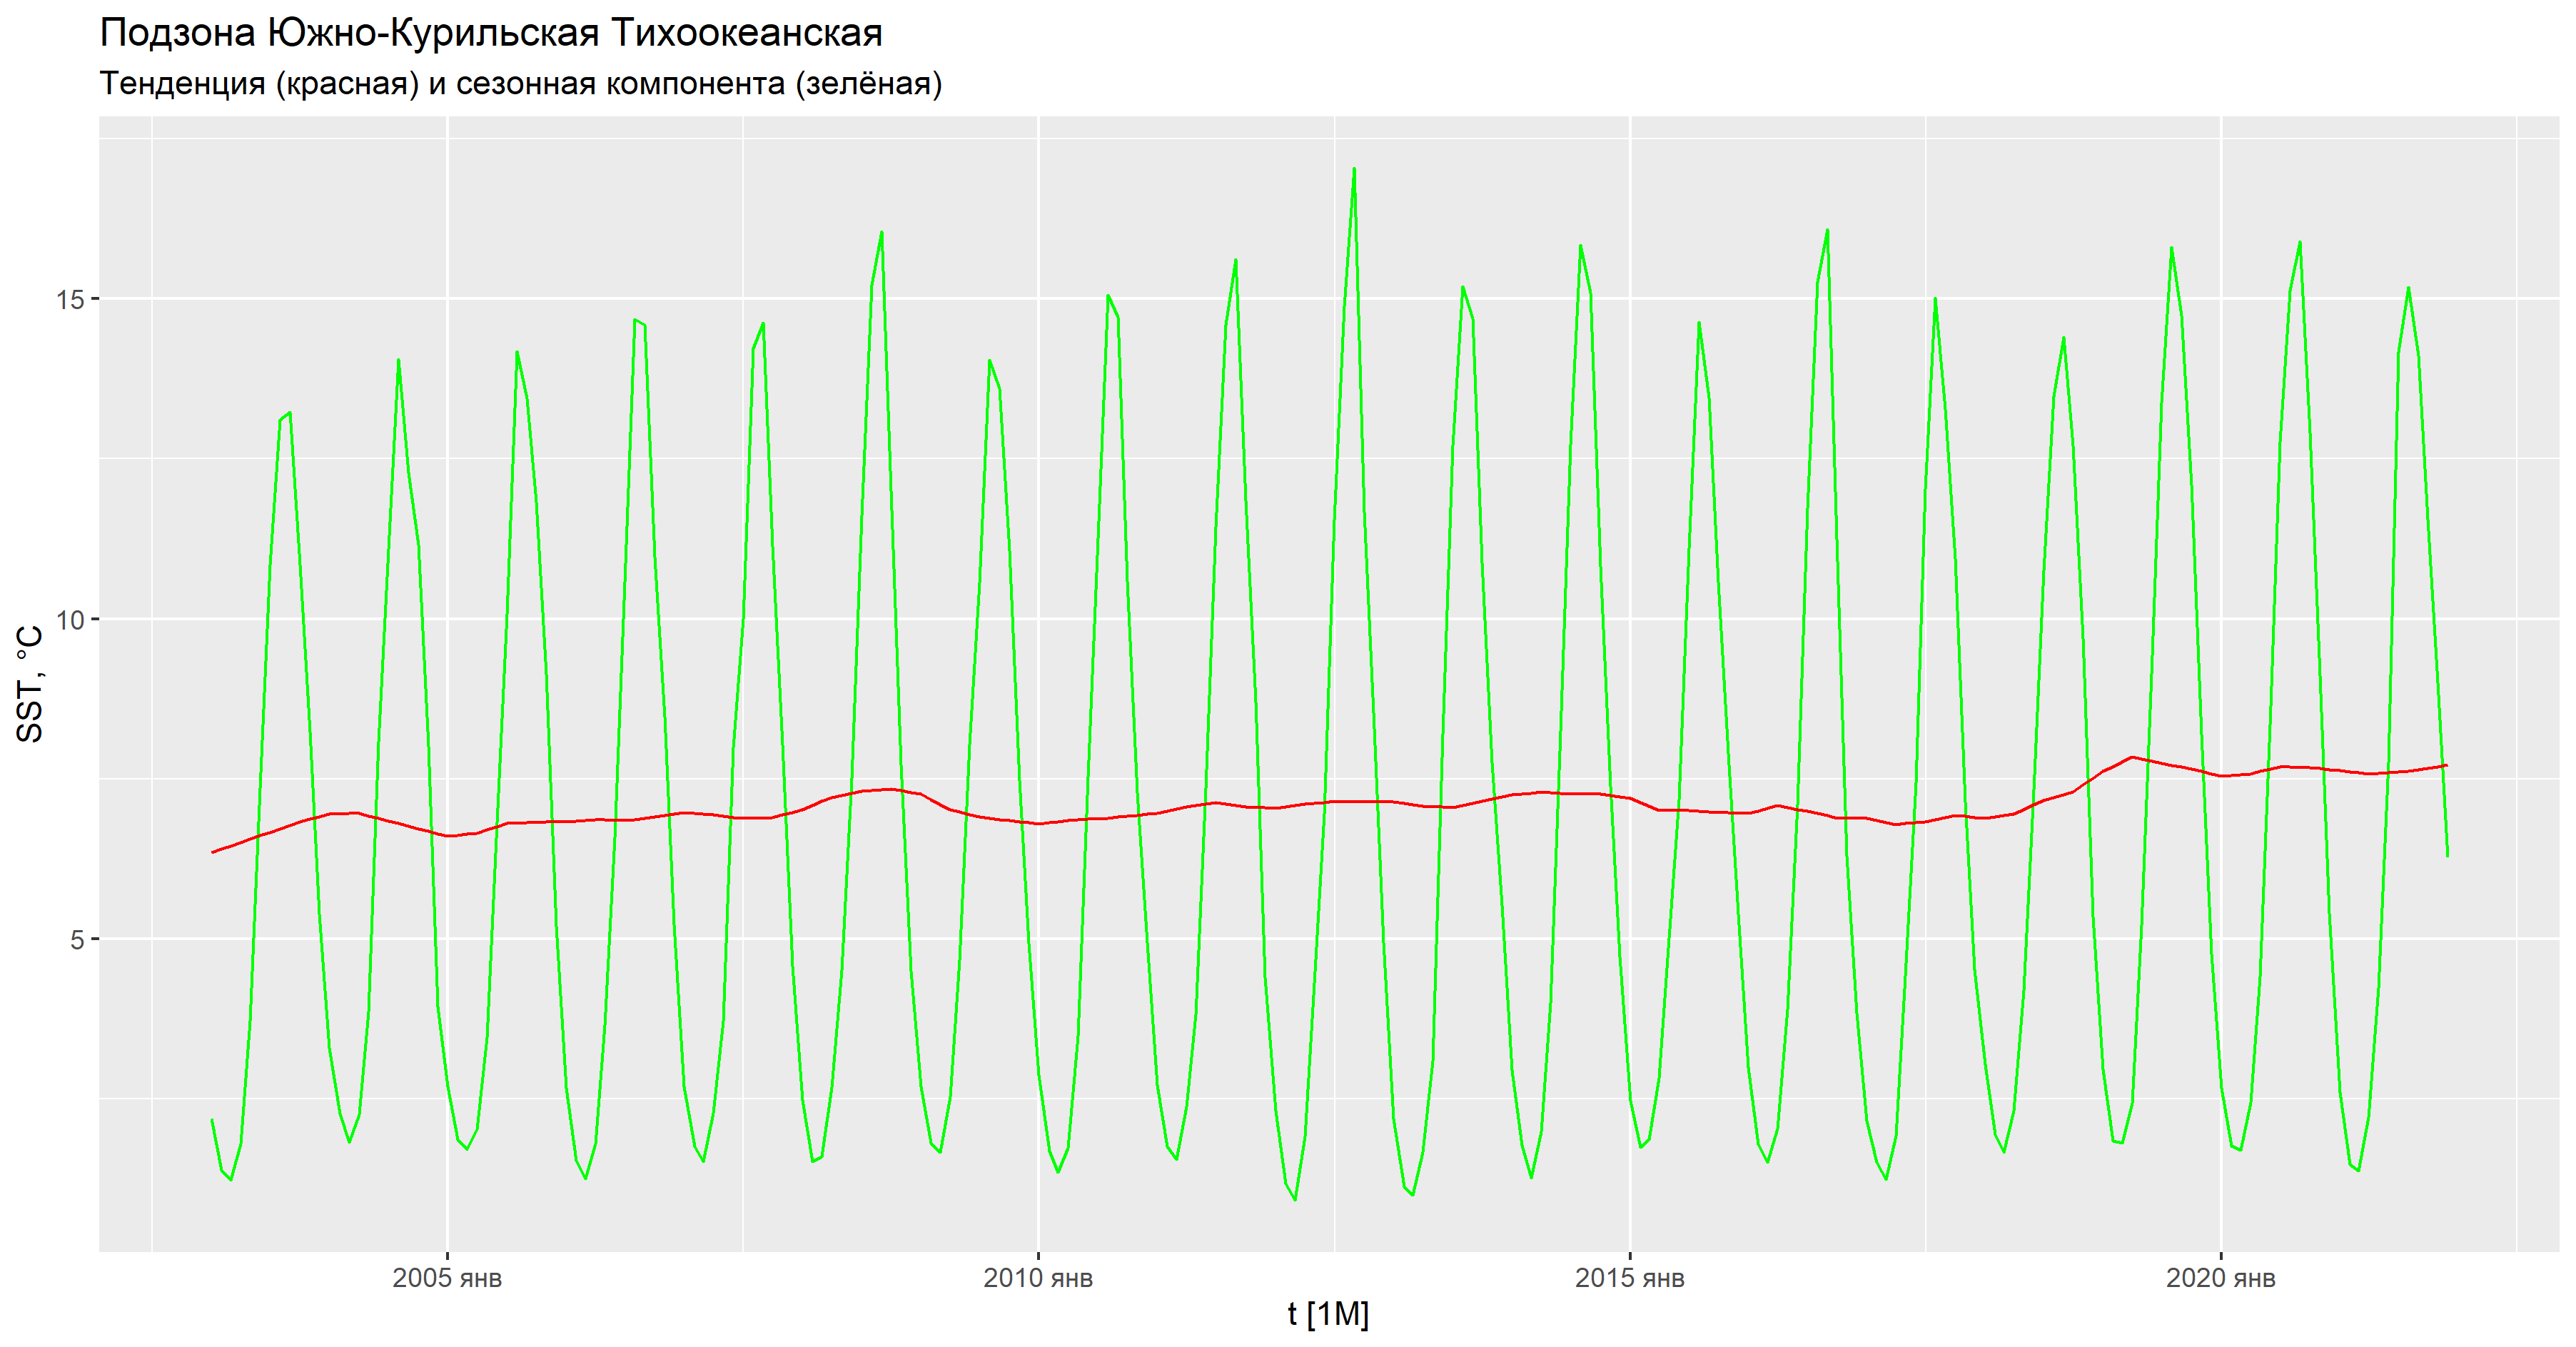 Подзона Южно-Курильская Тихоокеанская
Тенденция (красная) и сезонная компонента (зелёная)
SST, °C
15
10
5
2005 янв
2010 янв
2015 янв
2020 янв
t [1M]